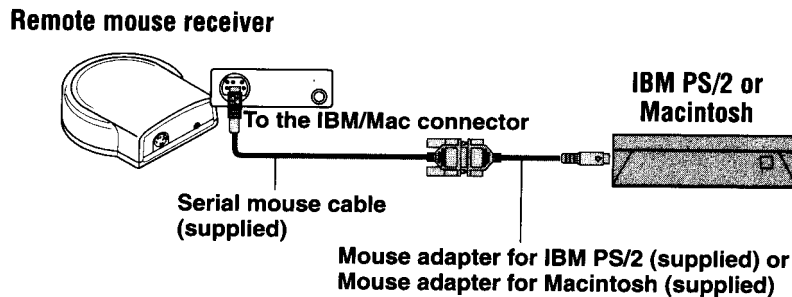 Remote mouse receiver
IBM PS/2 or
Macintosh
To the IBM/Mac connector
Serial mouse cable
(supplied)
Mouse adapter for IBM PS/2 (supplied) or
Mouse adapter for Macintosh (supplied)